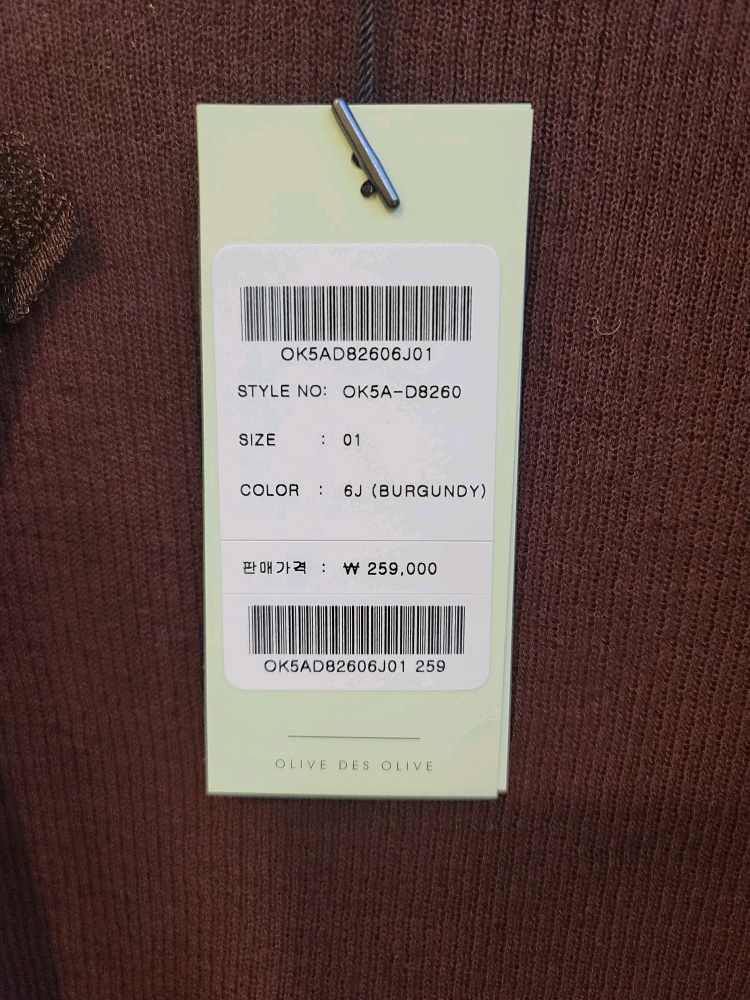 OK5AD82606J01
STYLE NO: OK5A-D8260
SIZE : 01
COLOR : 6J (BURGUNDY)
판매가격 : ₩ 259,000
OK5AD82606J01 259
OLIVE DES OLIVE